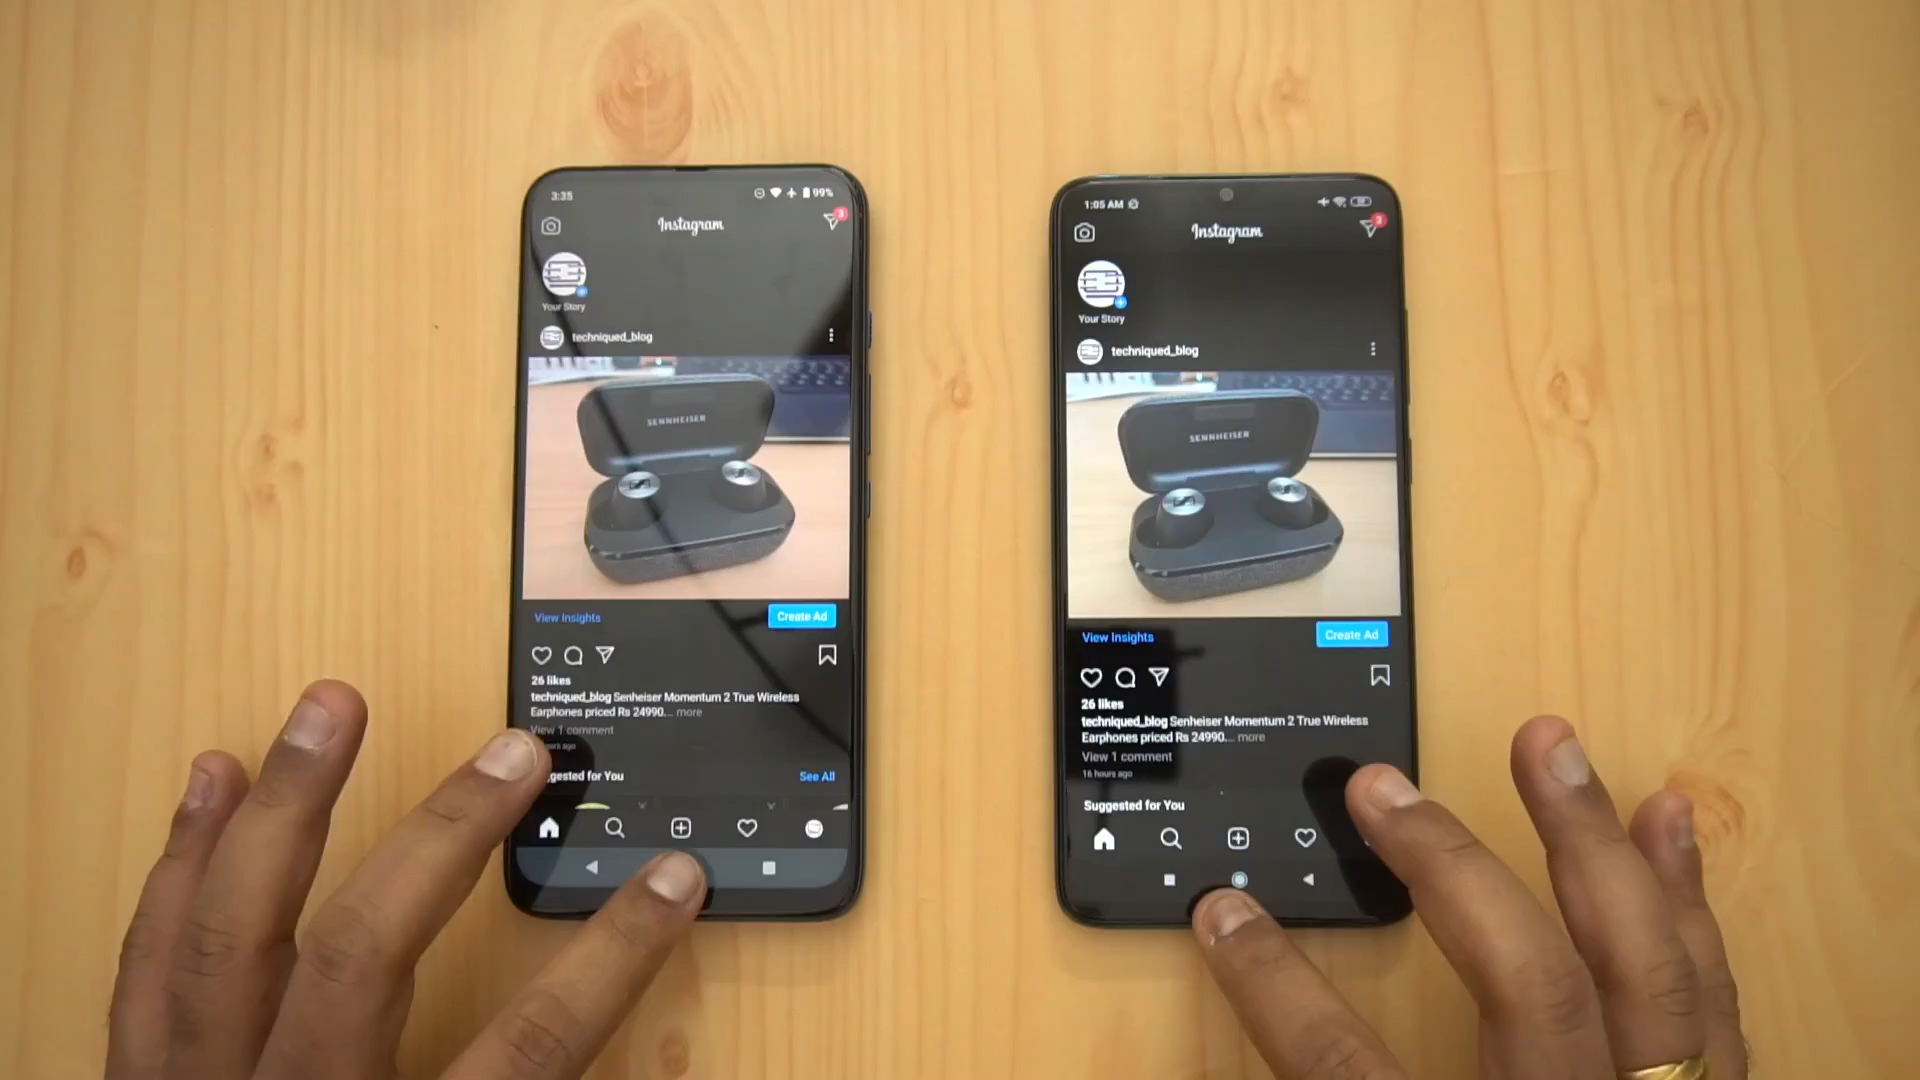 3:35
99%
Instagram
3
Your Story
techniqued_blog
SENNHEISER
View Insights
Create Ad
26 likes
techniqued_blog Senheiser Momentum 2 True Wireless
Earphones priced Rs 24990... more
View 1 comment
ago
gested for You
See All
1:05 AM
Instagram
3
Your Story
techniqued_blog
SENNHEISER
View Insights
Create Ad
26 likes
techniqued_blog Senheiser Momentum 2 True Wireless
Earphones priced Rs 24990... more
View 1 comment
16 hours ago
Suggested for You